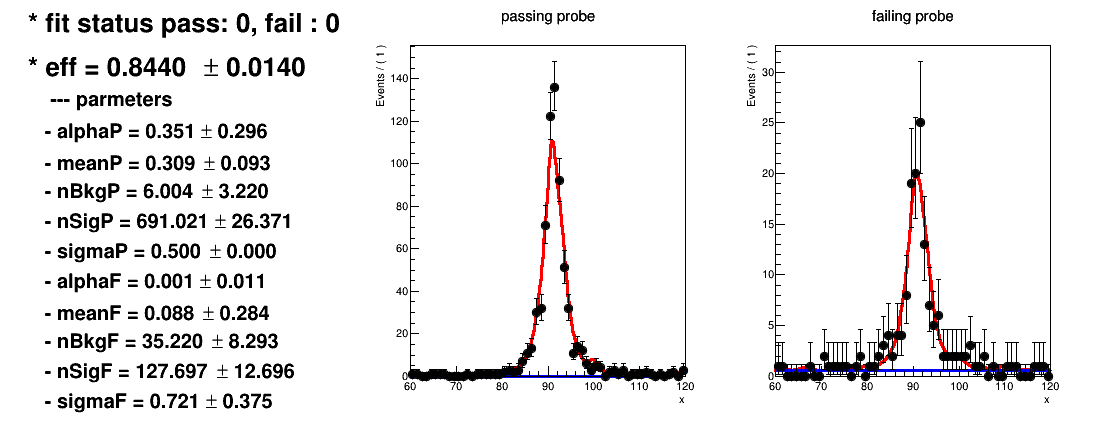 * fit status pass: 0, fail : 0
* eff = 0.8440 ± 0.0140
--- parmeters
- alphaP = 0.351 ± 0.296
- meanP = 0.309 ± 0.093
- nBkgP = 6.004 ± 3.220
- nSigP = 691.021 ± 26.371
- sigmaP = 0.500 ± 0.000
- alphaF = 0.001 ± 0.011
- meanF = 0.088 ± 0.284
- nBkgF = 35.220 ± 8.293
- nSigF = 127.697 ± 12.696
- sigmaF = 0.721 ± 0.375
passing probe
Events / ( 1 )
140
120
100
80
60
40
20
0
60 70 80 90 100 110 120
x
failing probe
Events / ( 1 )
30
25
20
15
10
5
0
60 70 80 90 100 110 120
x